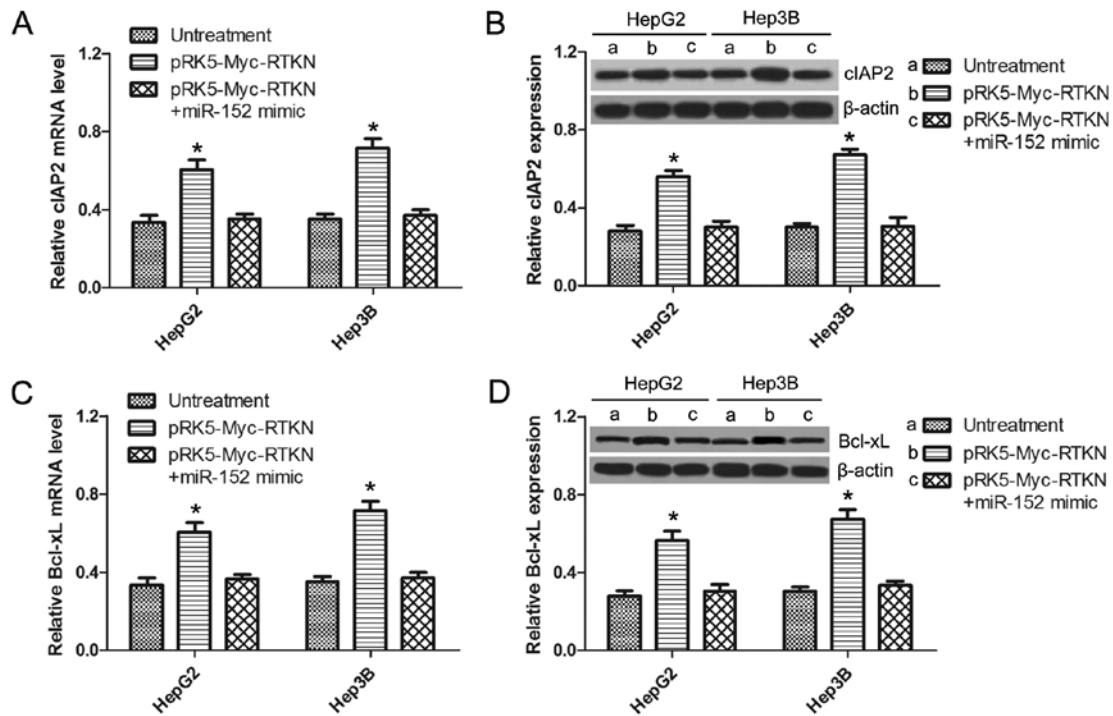 A
Relative cIAP2 mRNA level
1.2
0.8
0.4
0.0
Untreatment
pRK5-Myc-RTKN
pRK5-Myc-RTKN
+miR-152 mimic
*
*
HepG2
Hep3B
B
Relative cIAP2 expression
1.2
0.8
0.4
0.0
HepG2
Hep3B
a b c a b c
cIAP2
β-actin
a Untreatment
b pRK5-Myc-RTKN
c pRK5-Myc-RTKN
+miR-152 mimic
*
*
HepG2
Hep3B
C
Relative Bcl-xL mRNA level
1.2
0.8
0.4
0.0
Untreatment
pRK5-Myc-RTKN
pRK5-Myc-RTKN
+miR-152 mimic
*
*
HepG2
Hep3B
D
Relative Bcl-xL expression
1.2
0.8
0.4
0.0
HepG2
Hep3B
a b c a b c
Bcl-xL
β-actin
a Untreatment
b pRK5-Myc-RTKN
c pRK5-Myc-RTKN
+miR-152 mimic
*
*
HepG2
Hep3B